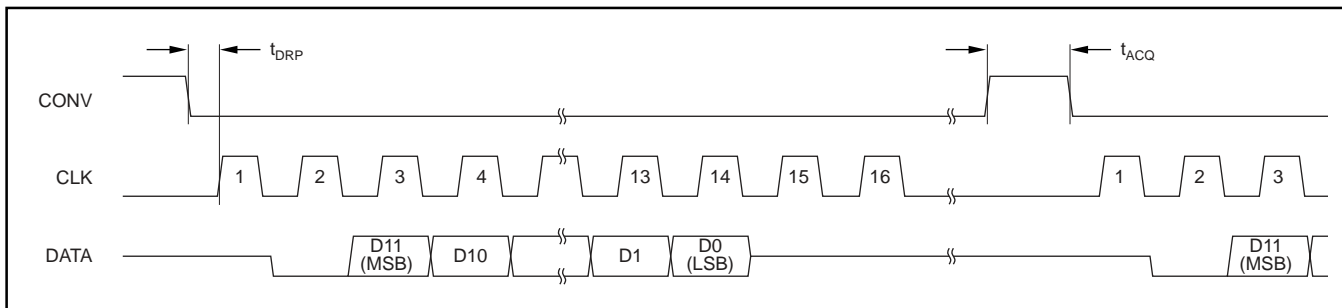 tDRP
tACQ
CONV
CLK
1 2 3 4 13 14 15 16 1 2 3
DATA
D11
(MSB)
D10
D1
D0
(LSB)
D11
(MSB)